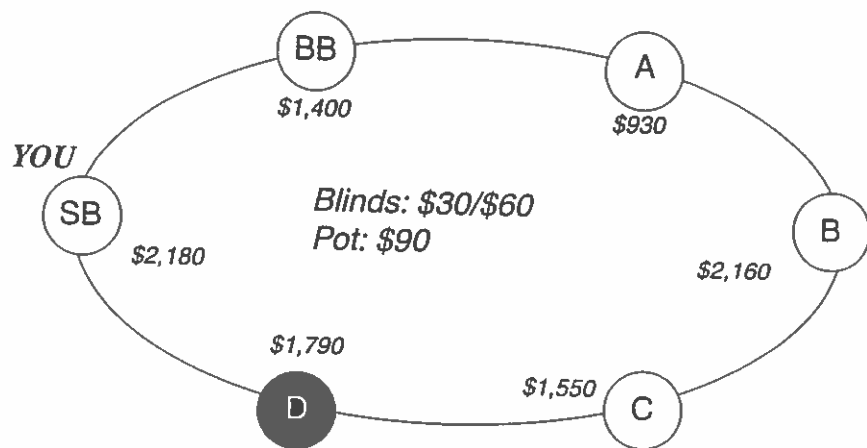 BB
A
$1,400
$930
YOU
SB
Blinds: $30/$60
Pot: $90
B
$2,180
$2,160
$1,790
$1,550
D
C